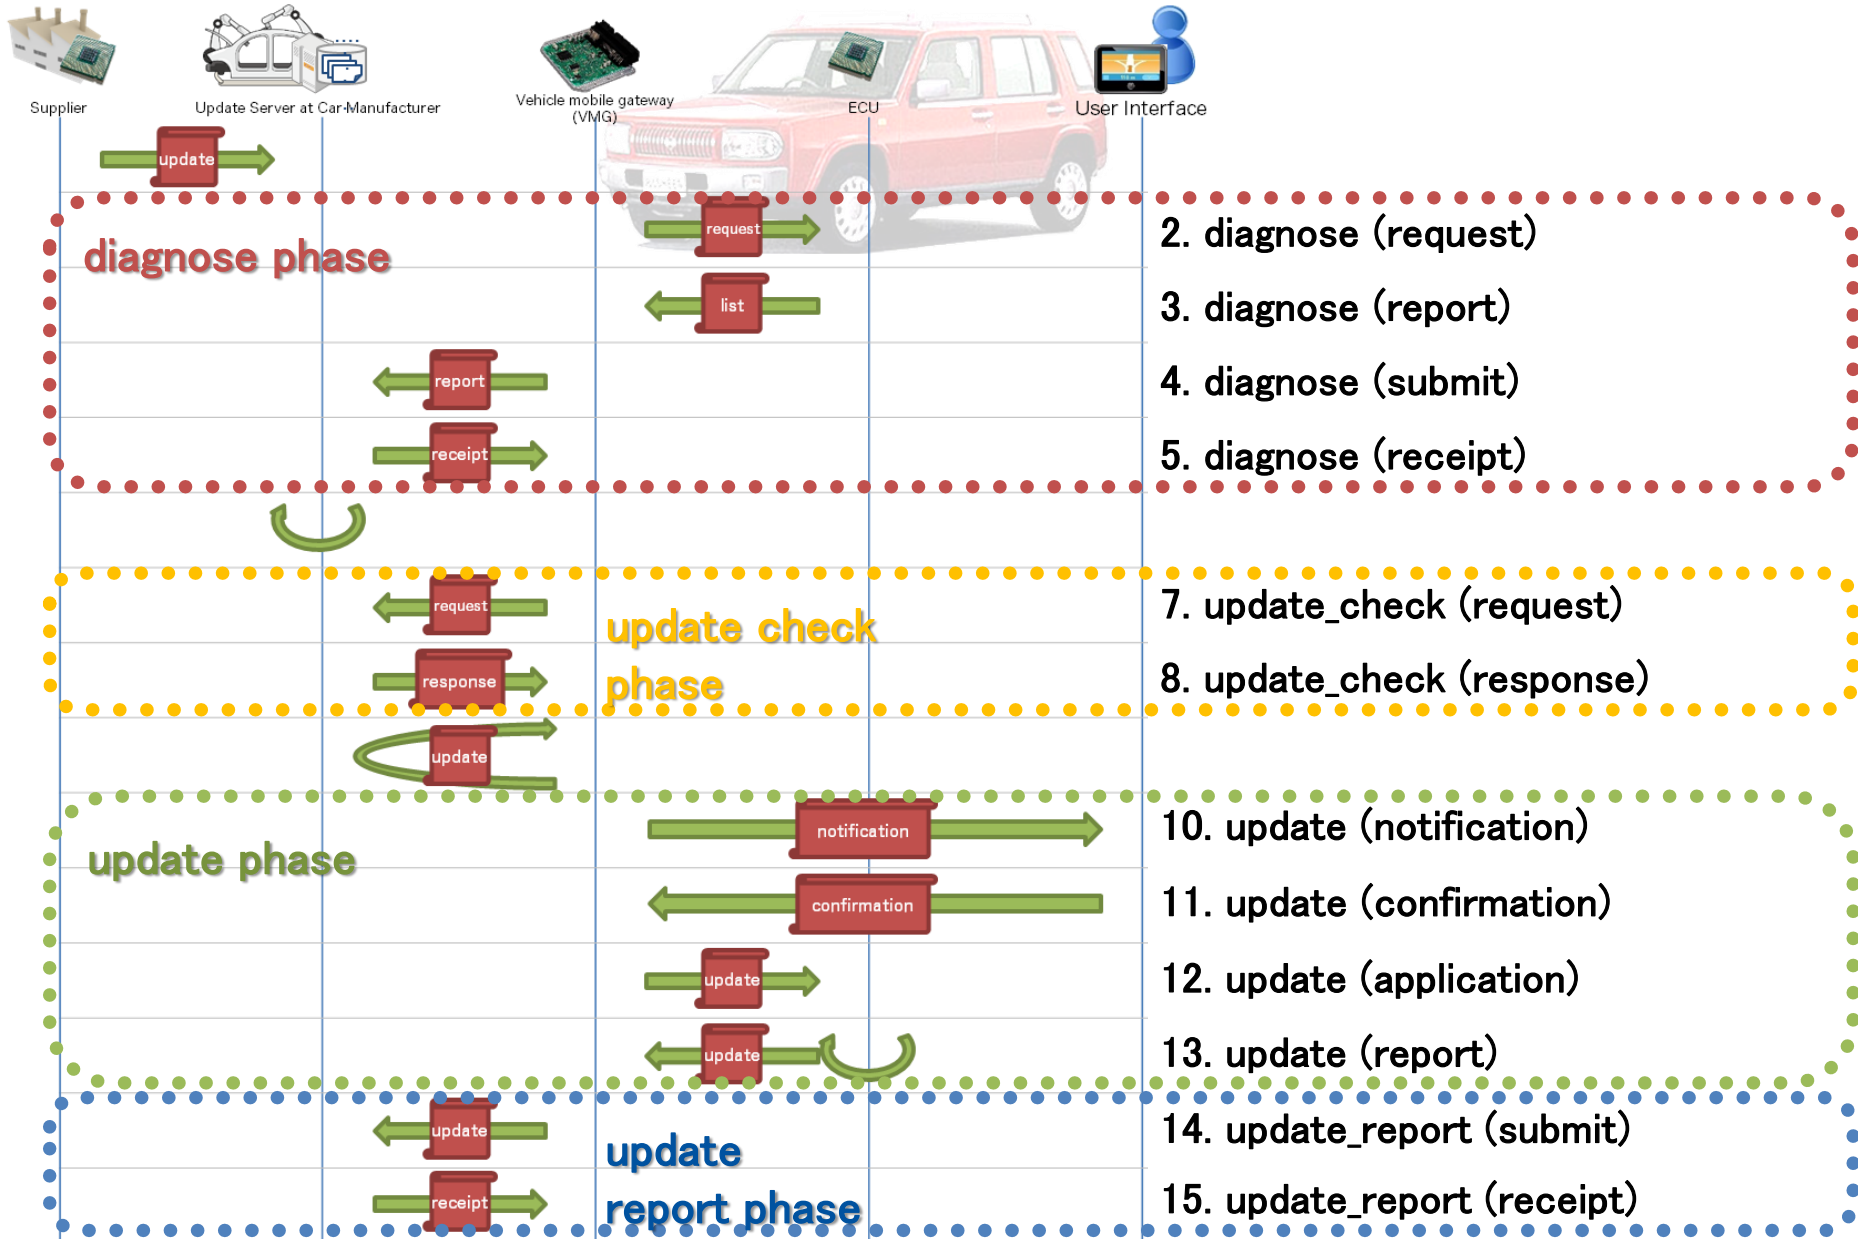 Supplier
Update Server at Car-Manufacturer
Vehicle mobile gateway
(VMG)
ECU
User Interface
update
diagnose phase
request
2. diagnose (request)
list
3. diagnose (report)
report
4. diagnose (submit)
receipt
5. diagnose (receipt)
request
update check
phase
7. update_check (request)
response
8. update_check (response)
update
update phase
notification
10. update (notification)
confirmation
11. update (confirmation)
update
12. update (application)
update
13. update (report)
update
update
report phase
14. update_report (submit)
receipt
15. update_report (receipt)